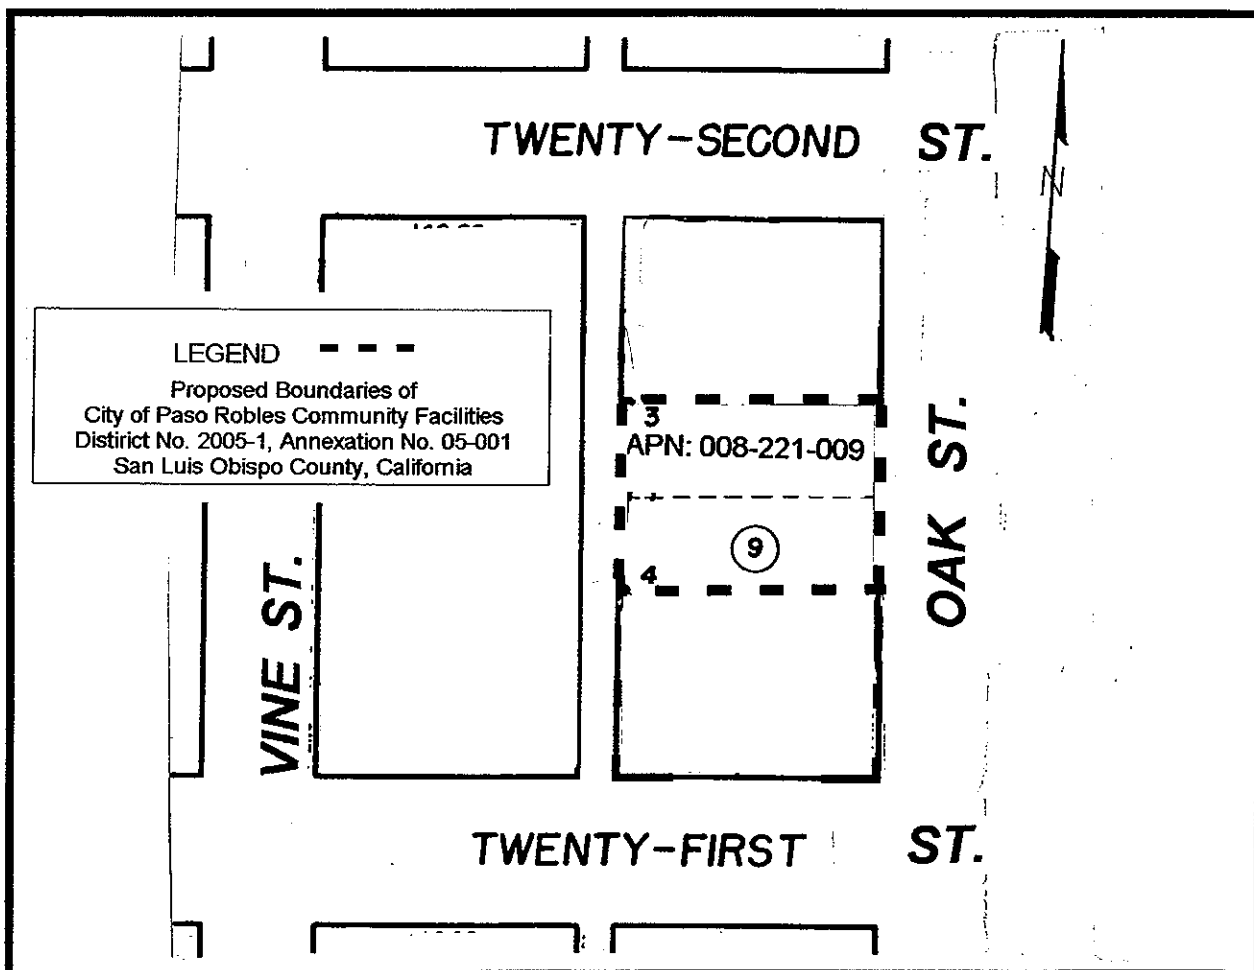 TWENTY-SECOND ST.
N
LEGEND
Proposed Boundaries of
City of Paso Robles Community Facilities
Distirict No. 2005-1, Annexation No. 05-001
San Luis Obispo County, California
3
APN: 008-221-009
9
4
VINE ST.
OAK ST.
TWENTY-FIRST ST.